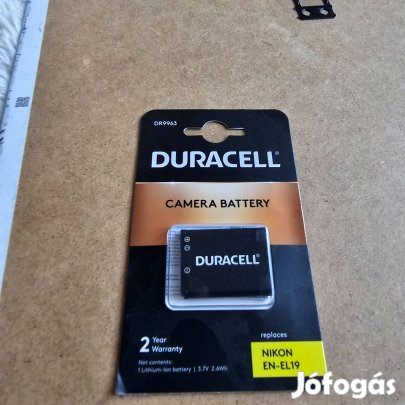 DR9963
DURACELL®
CAMERA BATTERY
DURACELL®
2 Year
Warranty
Net contents:
1 Lithium-ion battery | 3.7V 2.6Wh
replaces
NIKON
EN-EL19
Jófogás